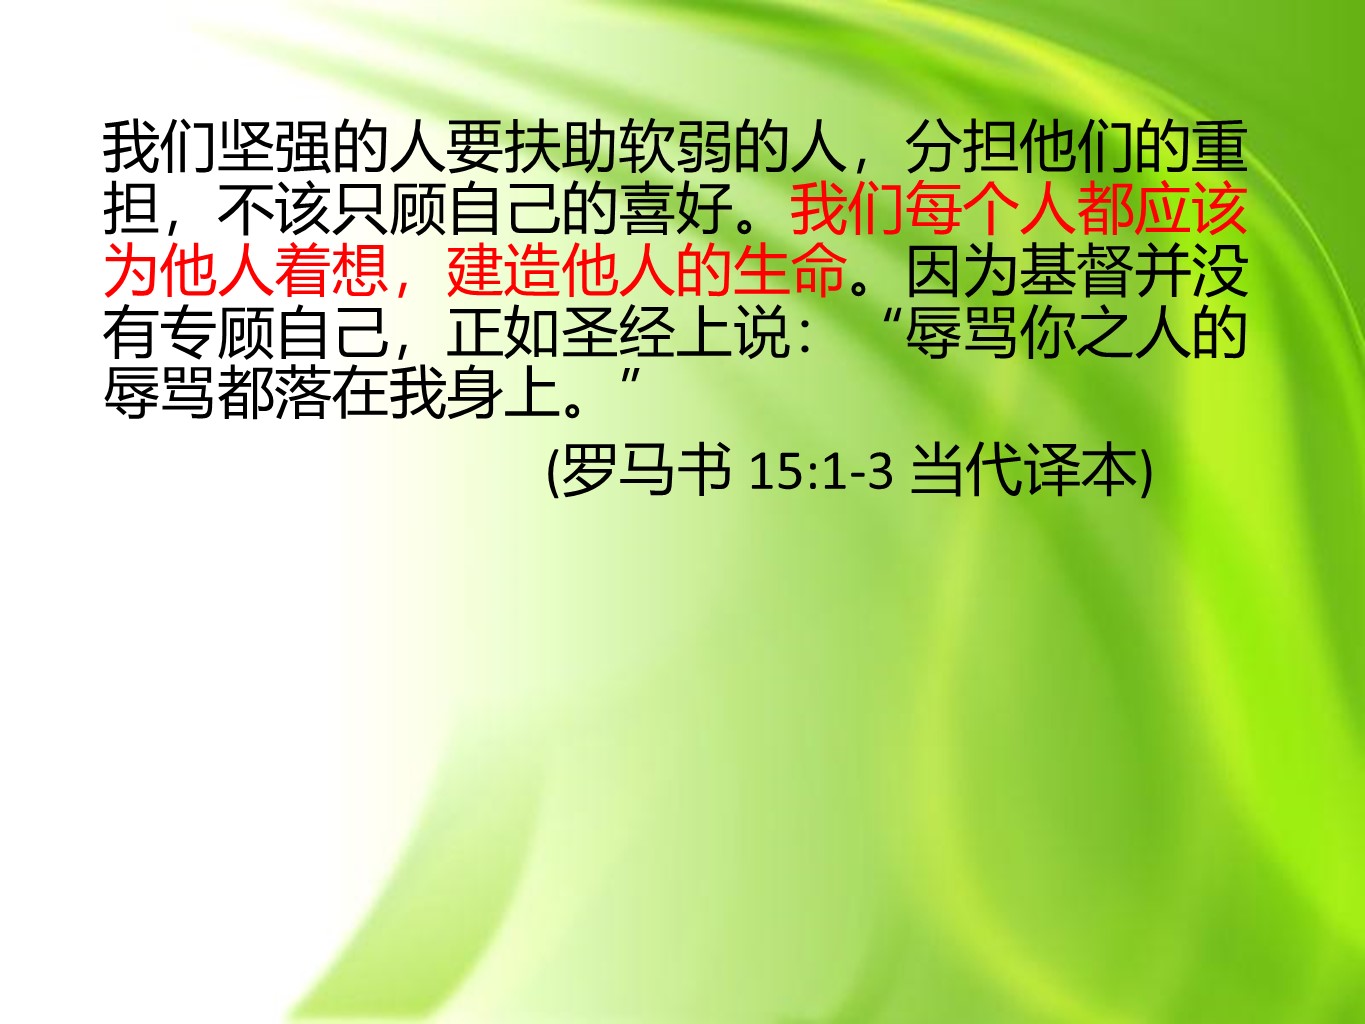 我们坚强的人要扶助软弱的人，分担他们的重
担，不该只顾自己的喜好。我们每个人都应该
为他人着想，建造他人的生命。因为基督并没
有专顾自己，正如圣经上说：“辱骂你之人的
辱骂都落在我身上。”
(罗马书 15:1-3 当代译本)